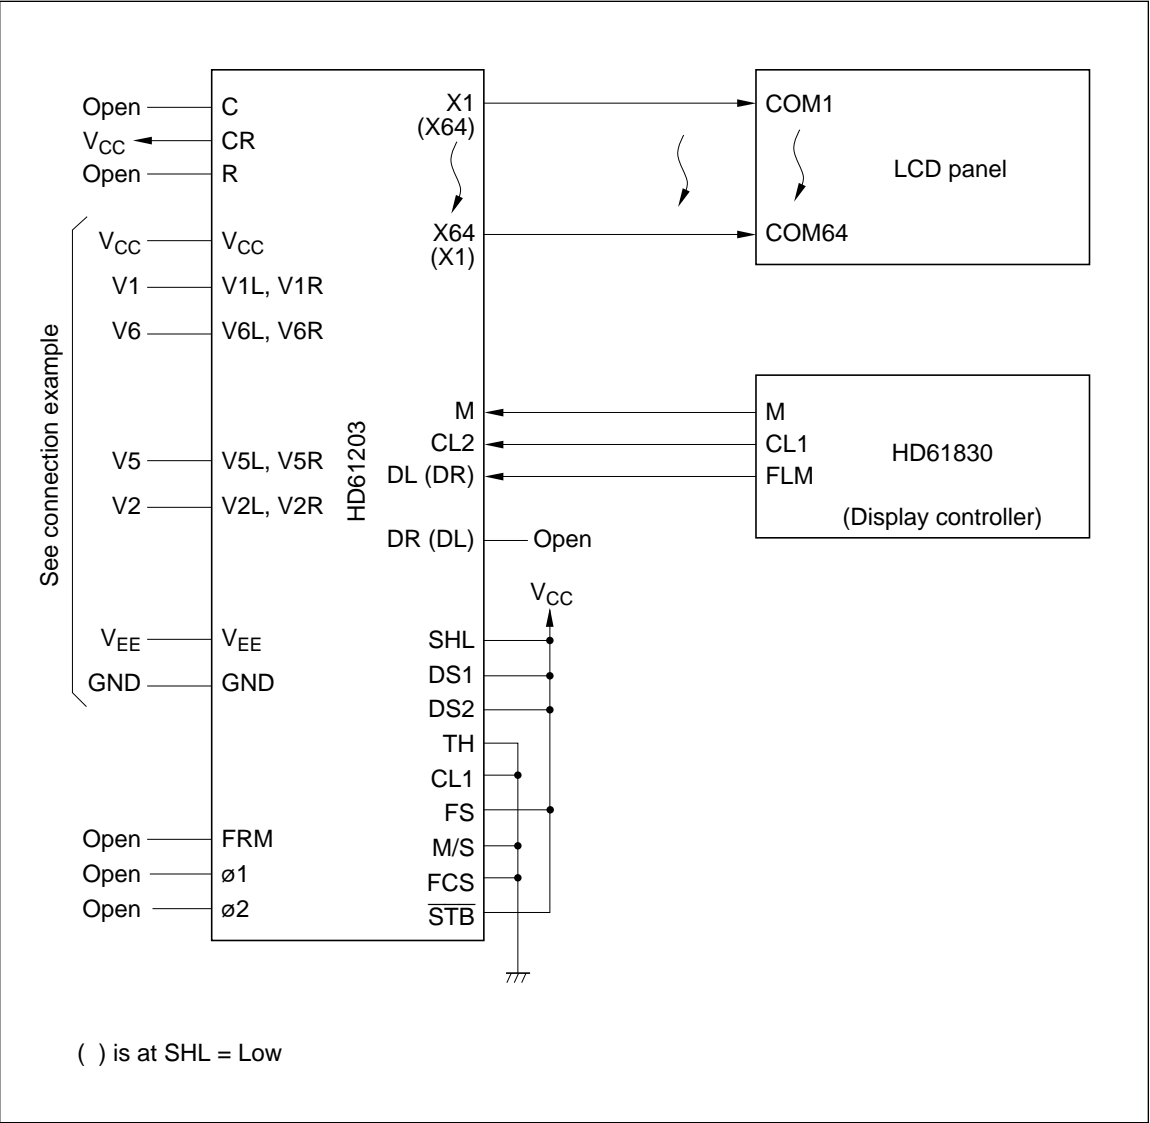 Open
C
V_CC
CR
Open
R
V_CC
V_CC
V1
V1L, V1R
V6
V6L, V6R
V5
V5L, V5R
V2
V2L, V2R
V_EE
V_EE
GND
GND
See connection example
Open
FRM
Open
ø1
Open
ø2
HD61203
X1
(X64)
X64
(X1)
M
CL2
DL (DR)
DR (DL)
Open
V_CC
SHL
DS1
DS2
TH
CL1
FS
M/S
FCS
S̅T̅B̅
COM1
LCD panel
COM64
M
CL1
HD61830
FLM
(Display controller)
( ) is at SHL = Low